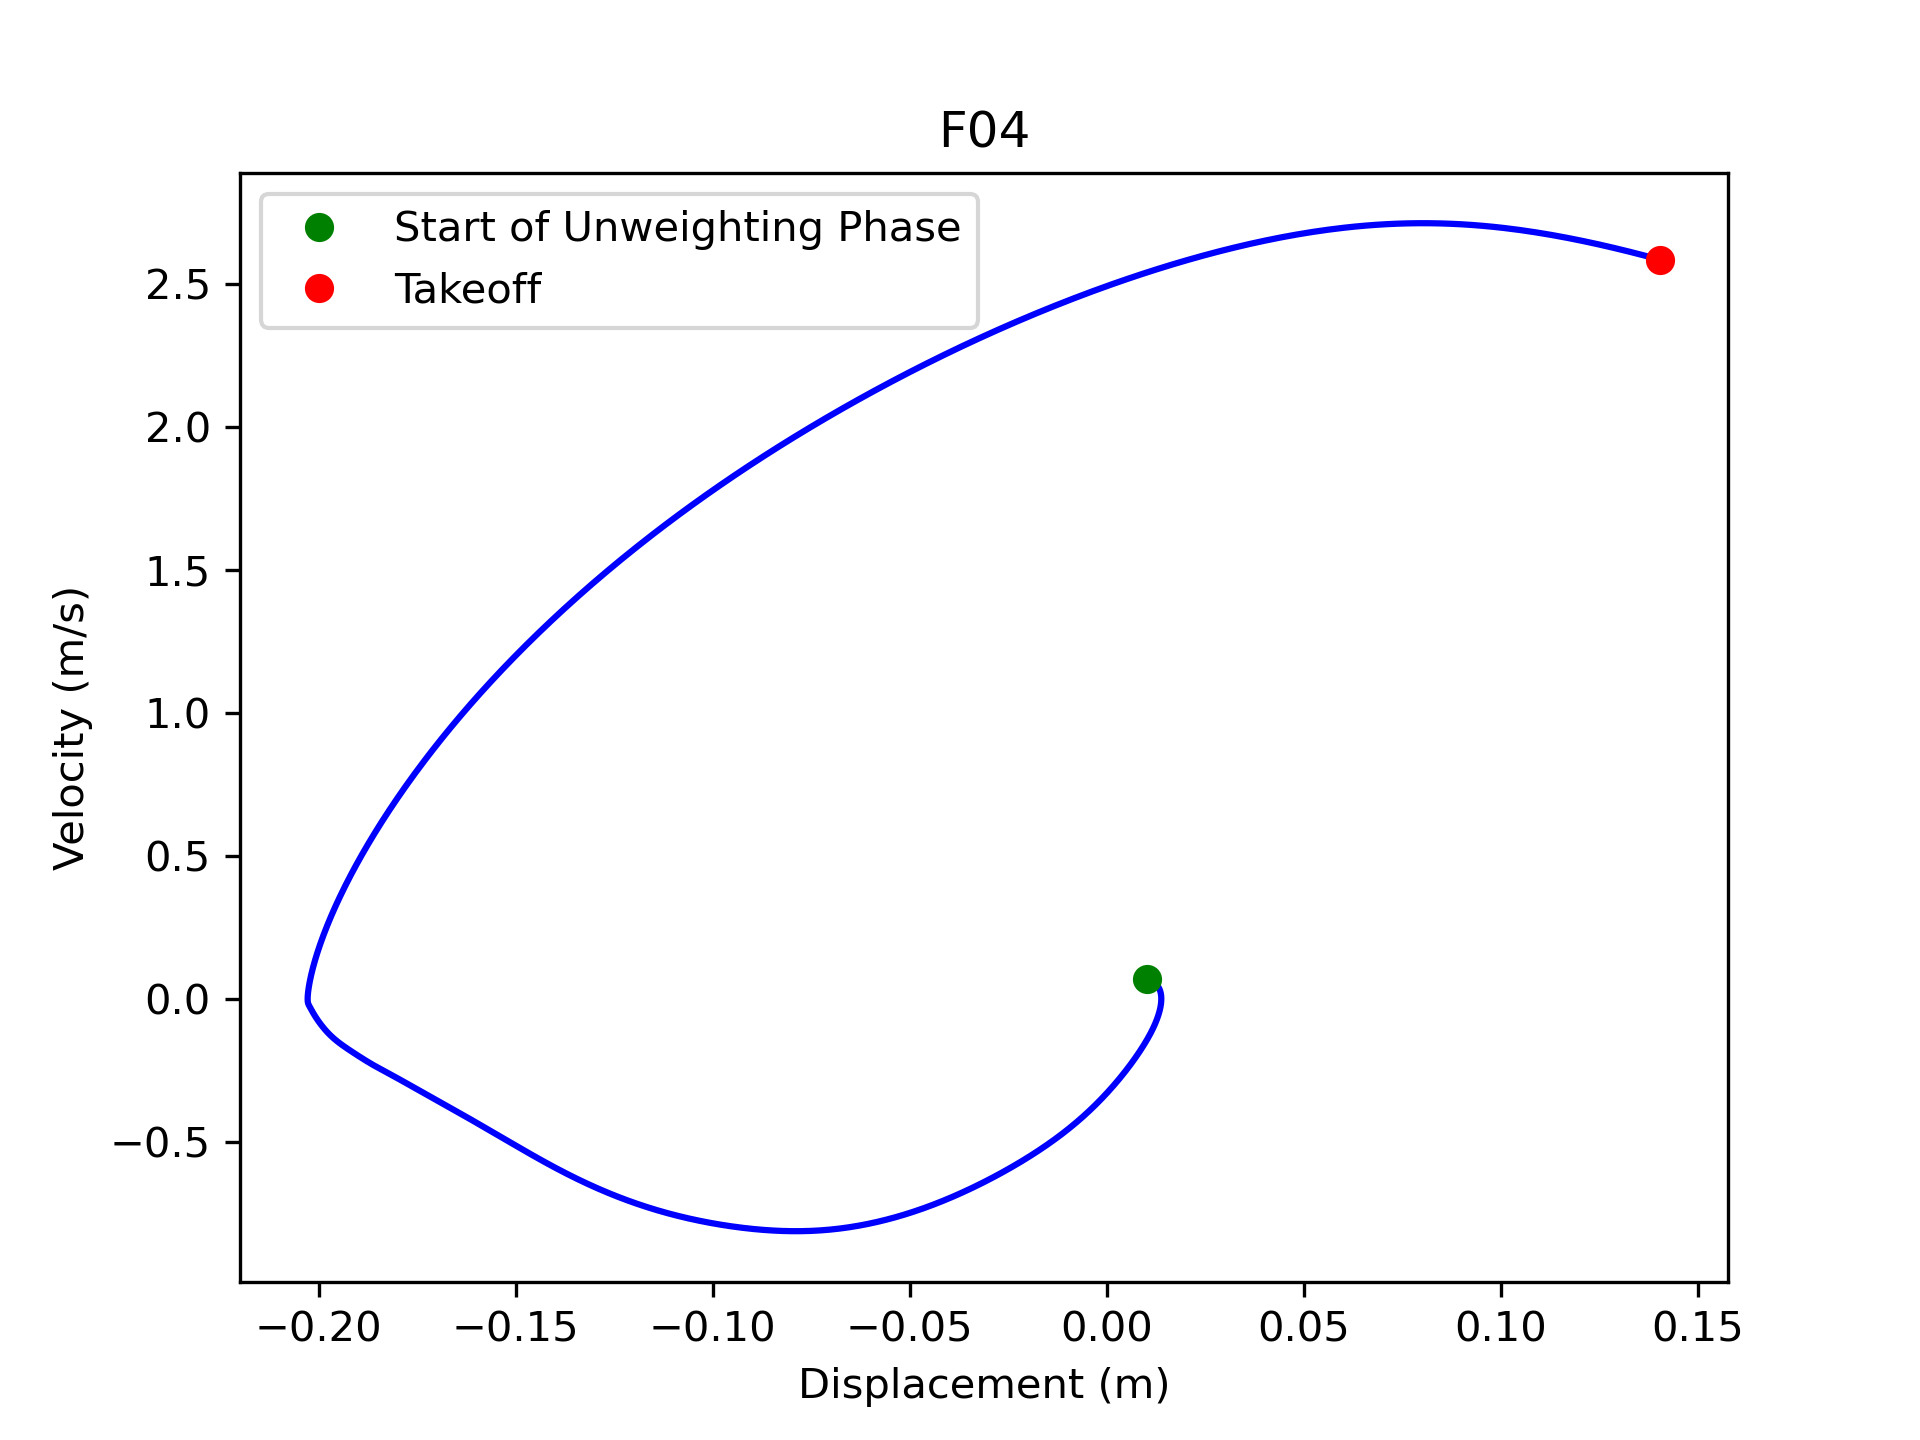 F04
Start of Unweighting Phase
Takeoff
2.5
2.0
1.5
1.0
0.5
0.0
−0.5
Velocity (m/s)
−0.20 −0.15 −0.10 −0.05 0.00 0.05 0.10 0.15
Displacement (m)